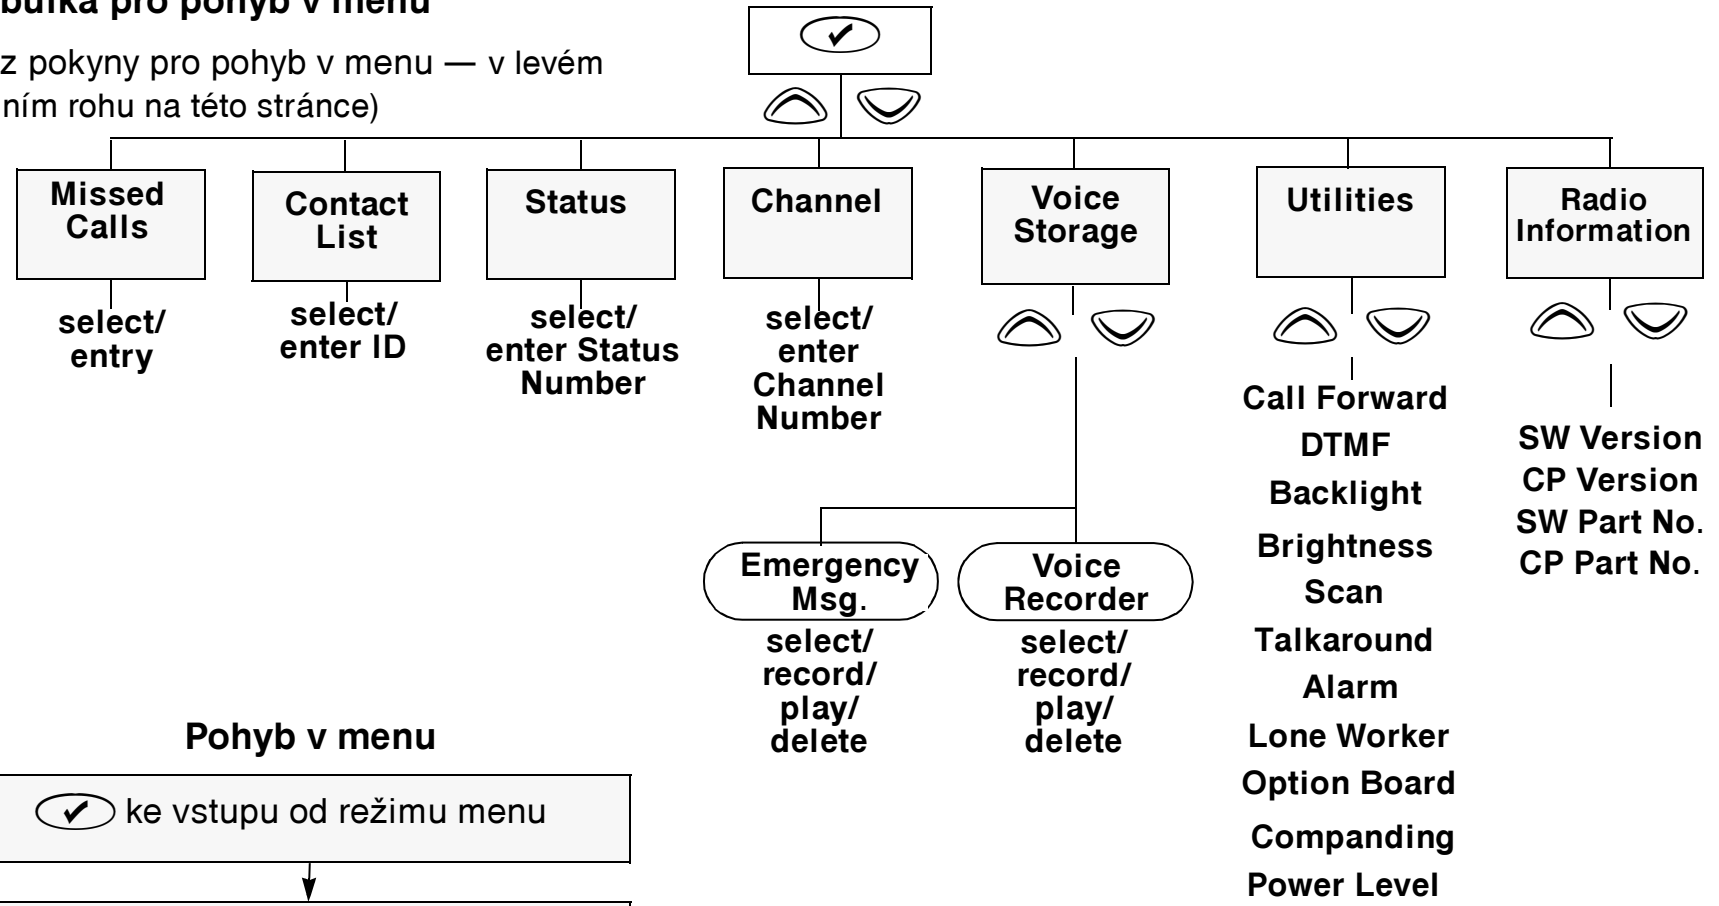 pro pohyb v menu
z pokyny pro pohyb v menu — v levém
ním rohu na této stránce)
Missed
Calls
select/
entry
Contact
List
select/
enter ID
Status
select/
enter Status
Number
Channel
select/
enter
Channel
Number
Voice
Storage
Emergency
Msg.
select/
record/
play/
delete
Voice
Recorder
select/
record/
play/
delete
Utilities
Call Forward
DTMF
Backlight
Brightness
Scan
Talkaround
Alarm
Lone Worker
Option Board
Companding
Power Level
Radio
Information
SW Version
CP Version
SW Part No.
CP Part No.
Pohyb v menu
ke vstupu od režimu menu